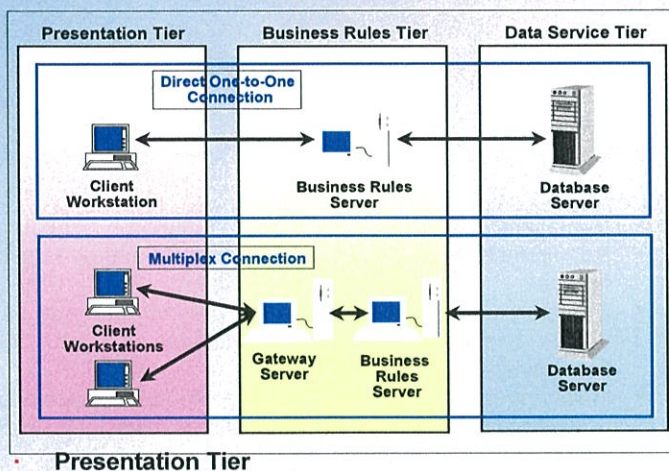 Presentation Tier
Business Rules Tier
Data Service Tier
Direct One-to-One
Connection
Client
Workstation
Business Rules
Server
Database
Server
Multiplex Connection
Client
Workstations
Gateway
Server
Business
Rules
Server
Database
Server
• Presentation Tier